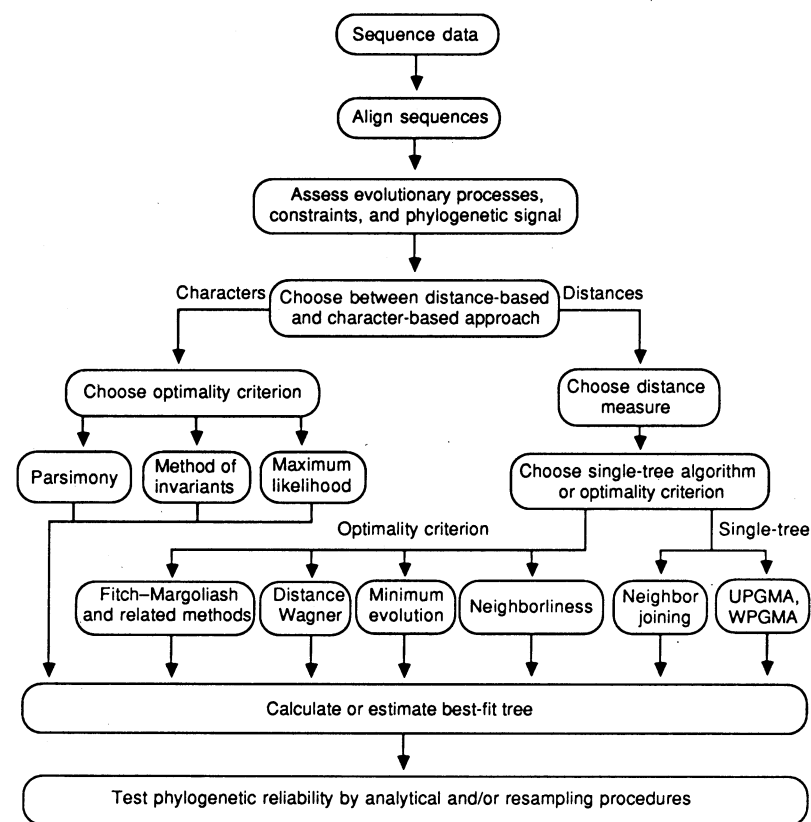 Sequence data
Align sequences
Assess evolutionary processes,
constraints, and phylogenetic signal
Characters
Choose between distance-based
and character-based approach
Distances
Choose optimality criterion
Choose distance
measure
Parsimony
Method of
invariants
Maximum
likelihood
Choose single-tree algorithm
or optimality criterion
Optimality criterion
Single-tree
Fitch–Margoliash
and related methods
Distance
Wagner
Minimum
evolution
Neighborliness
Neighbor
joining
UPGMA,
WPGMA
Calculate or estimate best-fit tree
Test phylogenetic reliability by analytical and/or resampling procedures